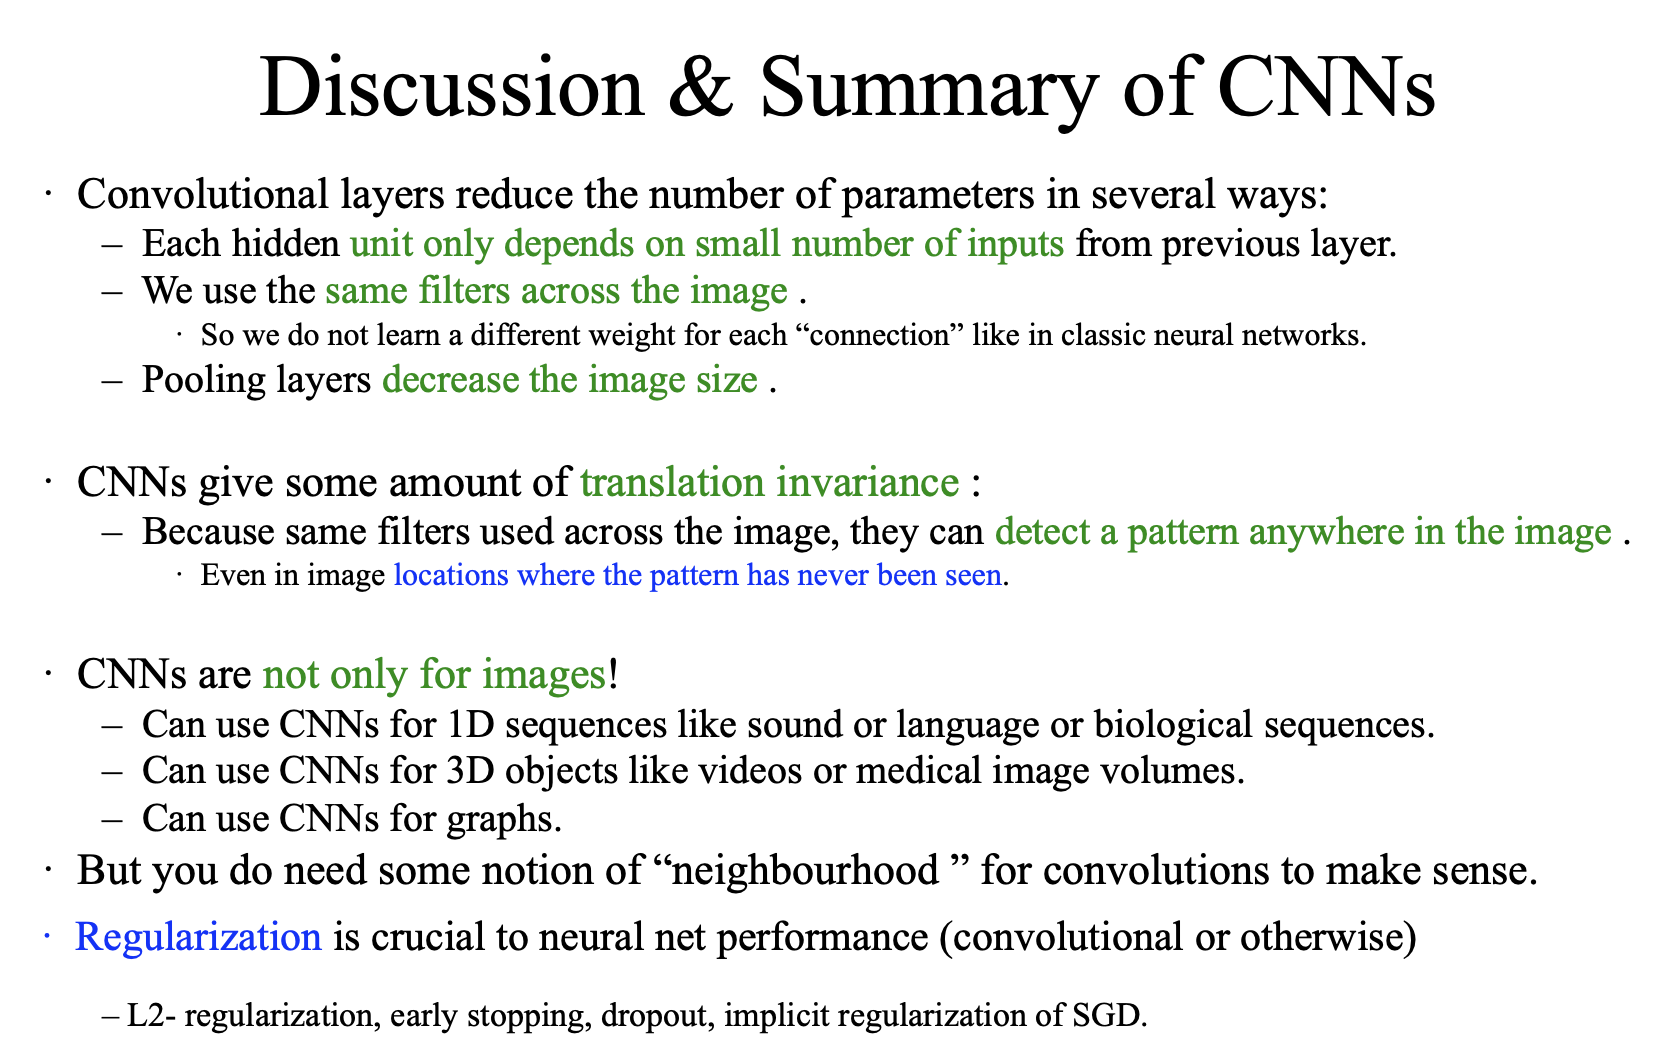 Discussion & Summary of CNNs
· Convolutional layers reduce the number of parameters in several ways:
– Each hidden unit only depends on small number of inputs from previous layer.
– We use the same filters across the image .
· So we do not learn a different weight for each “connection” like in classic neural networks.
– Pooling layers decrease the image size .
· CNNs give some amount of translation invariance :
– Because same filters used across the image, they can detect a pattern anywhere in the image .
· Even in image locations where the pattern has never been seen.
· CNNs are not only for images!
– Can use CNNs for 1D sequences like sound or language or biological sequences.
– Can use CNNs for 3D objects like videos or medical image volumes.
– Can use CNNs for graphs.
· But you do need some notion of “neighbourhood ” for convolutions to make sense.
· Regularization is crucial to neural net performance (convolutional or otherwise)
– L2- regularization, early stopping, dropout, implicit regularization of SGD.